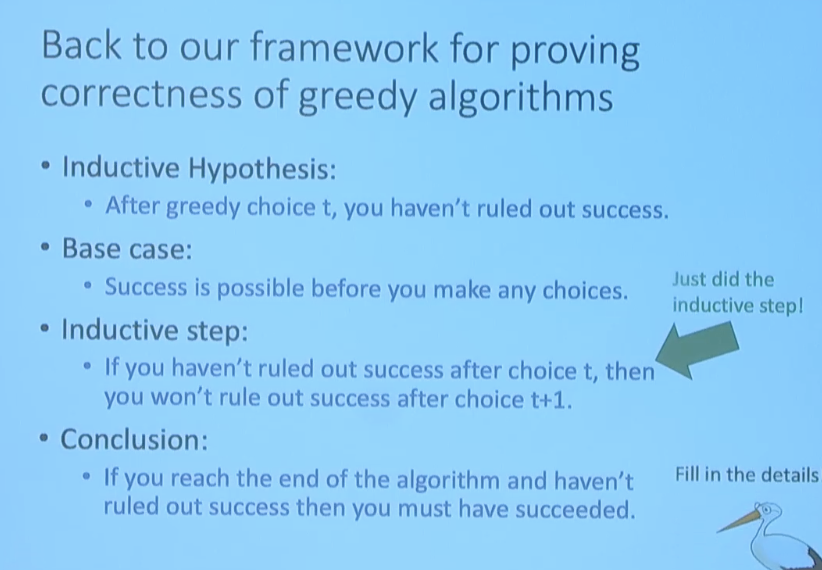 Back to our framework for proving
correctness of greedy algorithms
• Inductive Hypothesis:
• After greedy choice t, you haven't ruled out success.
• Base case:
• Success is possible before you make any choices.
Just did the
inductive step!
• Inductive step:
• If you haven't ruled out success after choice t, then
you won't rule out success after choice t+1.
• Conclusion:
• If you reach the end of the algorithm and haven't
ruled out success then you must have succeeded.
Fill in the details